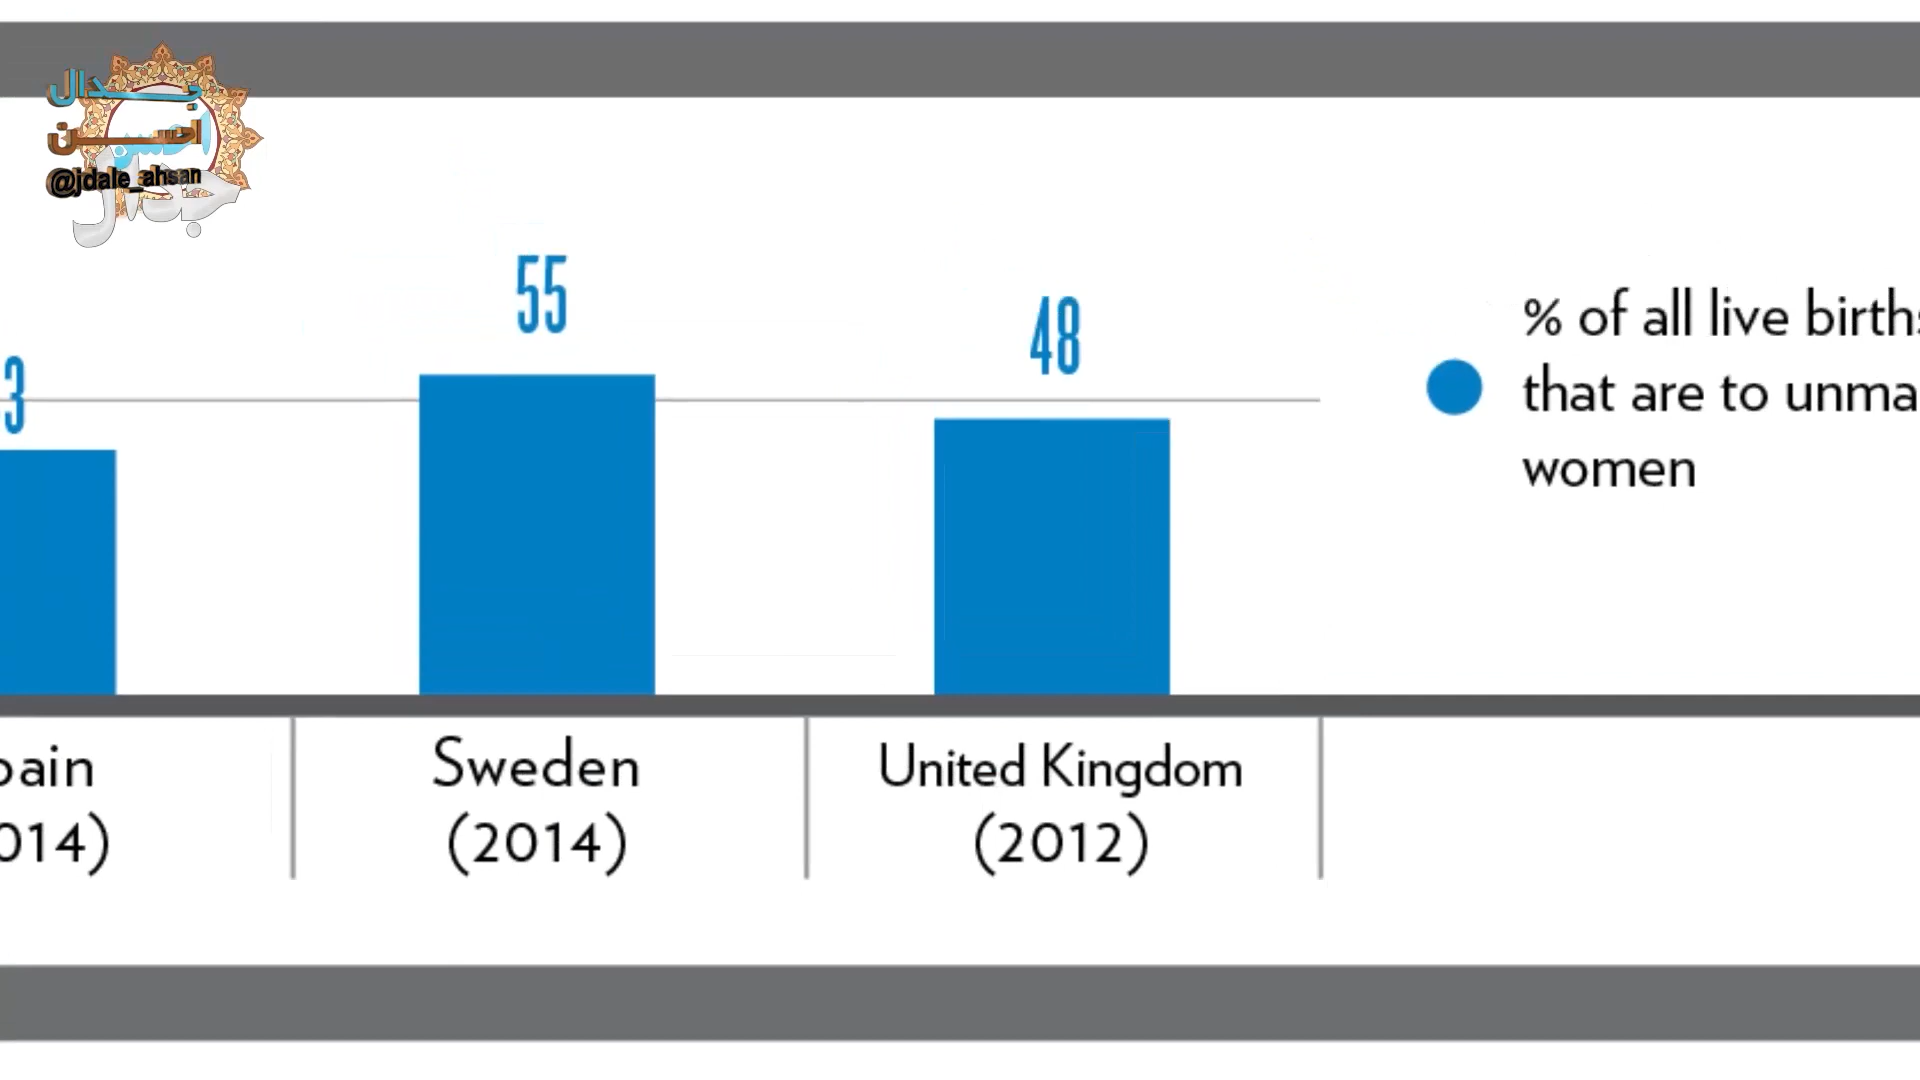 جدال
احسن
@jdale_ahsan
55
48
3
% of all live births
that are to unma
women
pain
Sweden
United Kingdom
014)
(2014)
(2012)